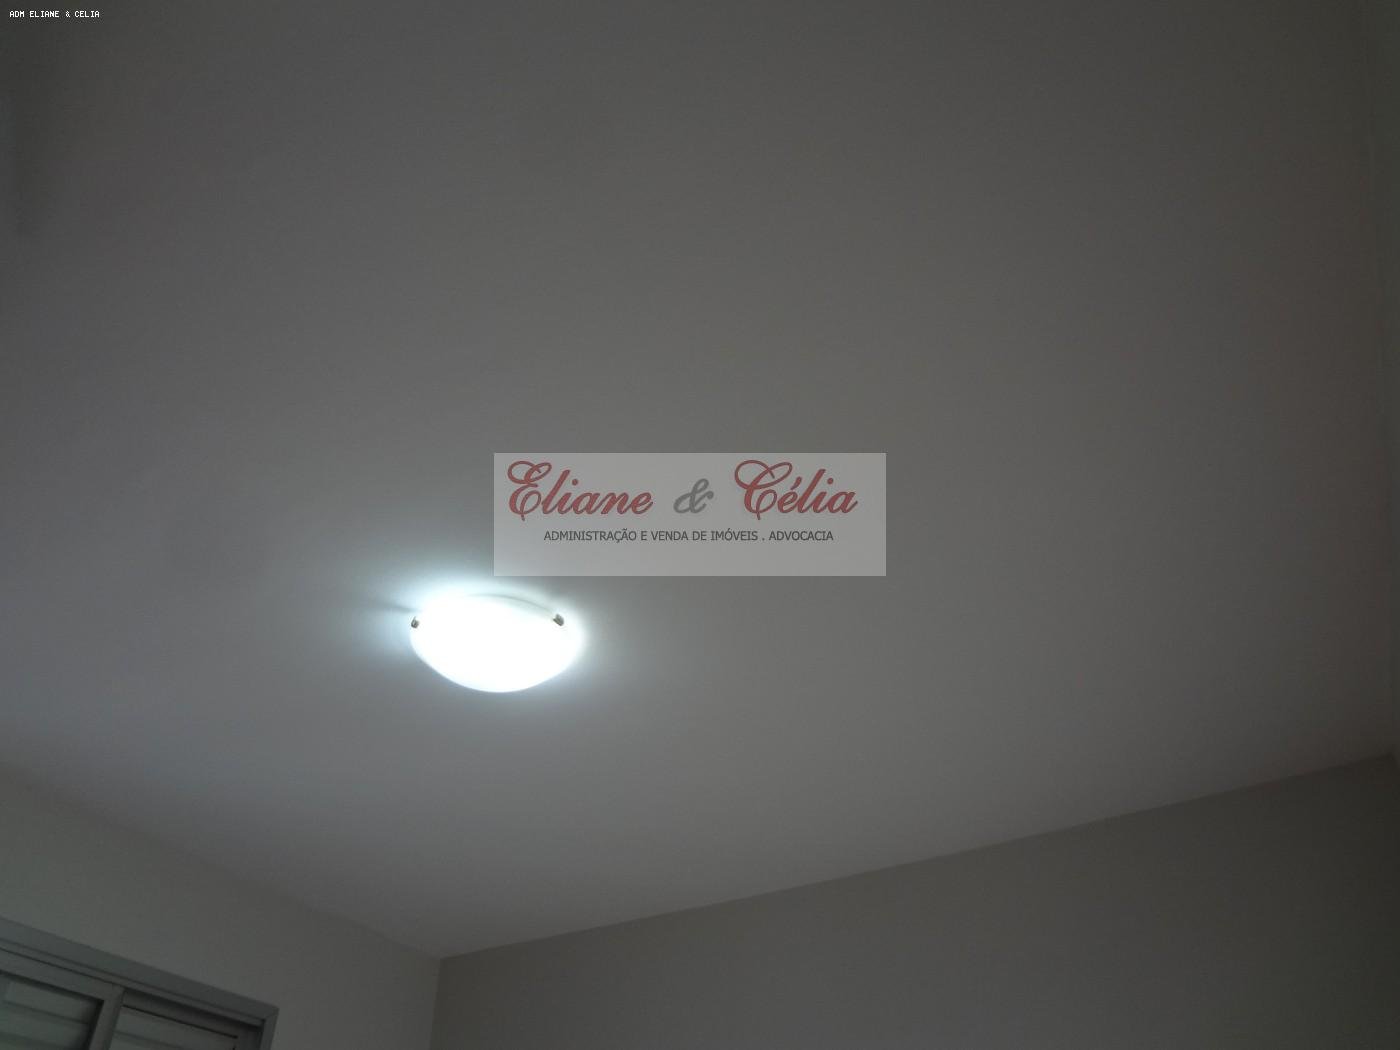 ADM ELIANE & CELIA
Eliane & Célia
ADMINISTRAÇÃO E VENDA DE IMÓVEIS . ADVOCACIA